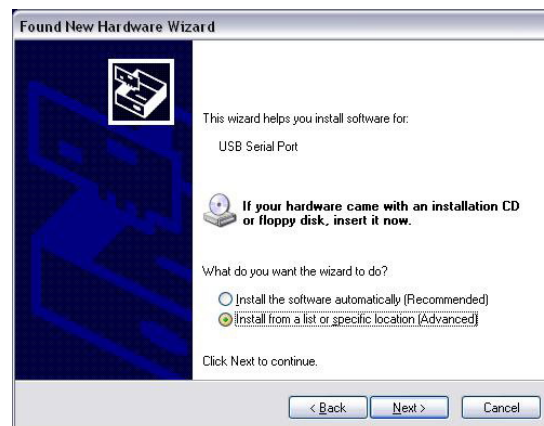 Found New Hardware Wizard
This wizard helps you install software for:
USB Serial Port
If your hardware came with an installation CD
or floppy disk, insert it now.
What do you want the wizard to do?
Install the software automatically (Recommended)
Install from a list or specific location (Advanced)
Click Next to continue.
< Back
Next >
Cancel